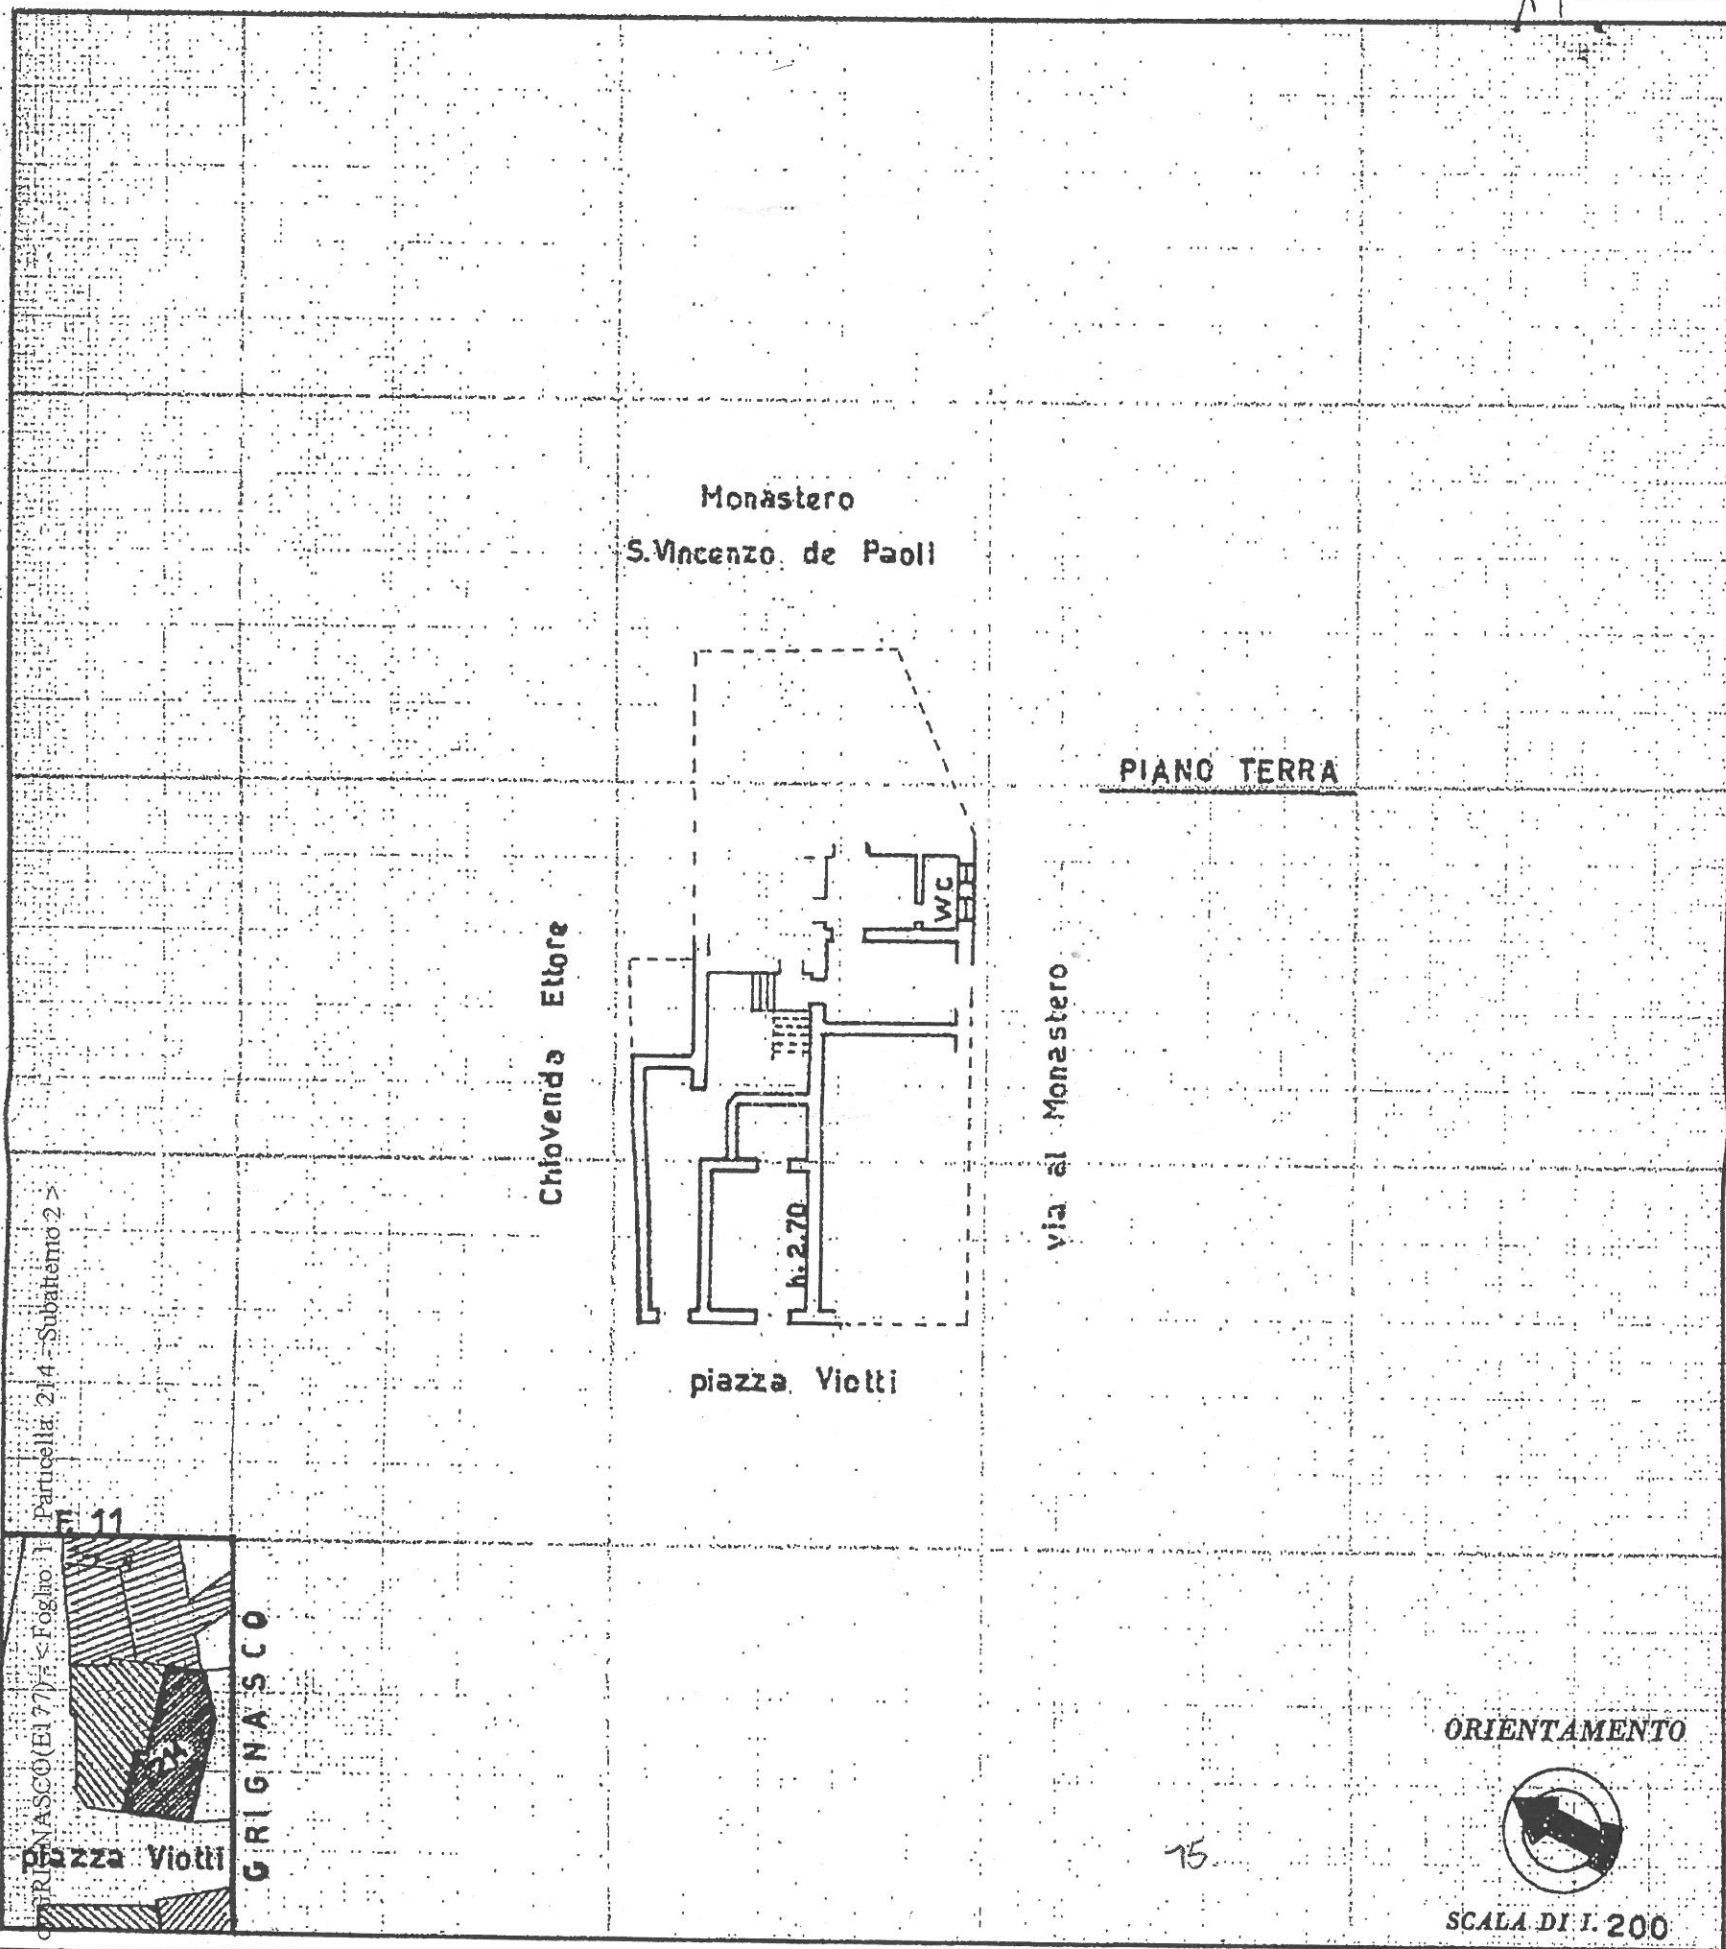 Monastero
S.Vincenzo de Paoli
PIANO TERRA
WC
Chiovenda Ettore
via al Monastero
h. 2.70
piazza Viotti
GRIGNASCO(E177) - < Foglio: 11 Particella: 214 - Subalterno 2 >
F. 11
214
piazza Viotti
GRIGNASCO
ORIENTAMENTO
15
SCALA DI 1. 200